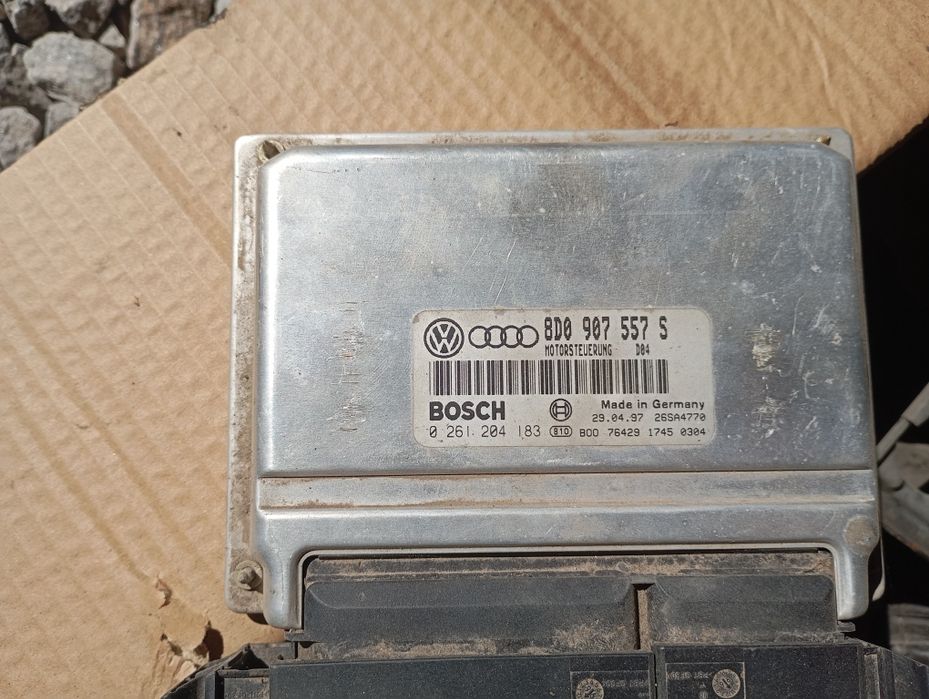 8D0 907 557 S
MOTORSTEUERUNG D04
BOSCH Made in Germany
29.04.97 26SA4770
0 261 204 183 B10 B00 76429 1745 0304